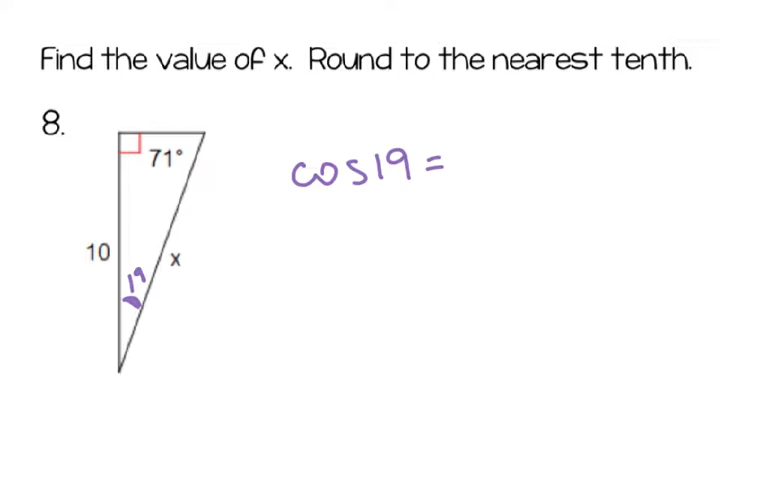 Find the value of x. Round to the nearest tenth.
8.
71°
cos19=
10
x
19